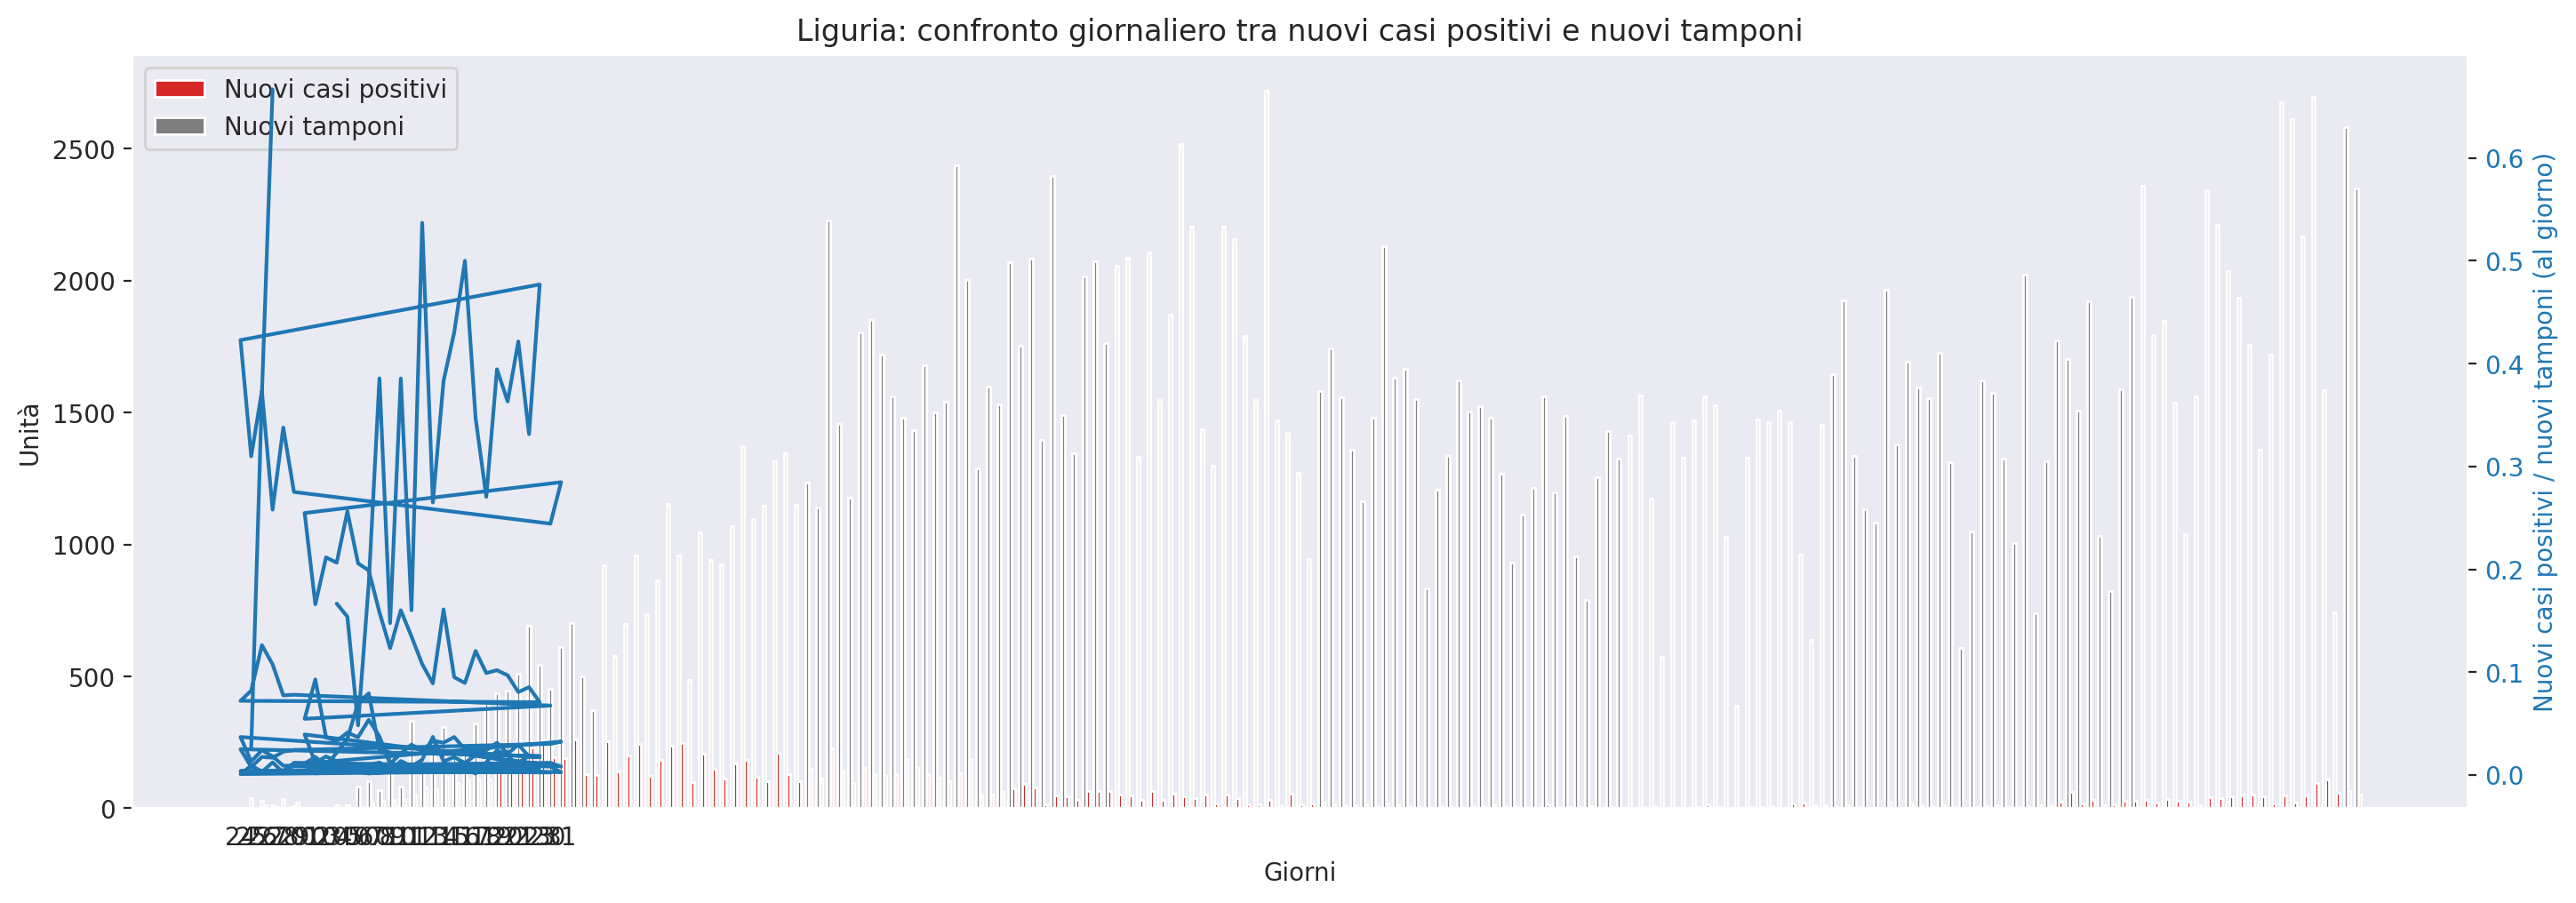 Liguria: confronto giornaliero tra nuovi casi positivi e nuovi tamponi
Nuovi casi positivi
Nuovi tamponi
2500
2000
1500
1000
500
0
Unità
0.6
0.5
0.4
0.3
0.2
0.1
0.0
Nuovi casi positivi / nuovi tamponi (al giorno)
Giorni